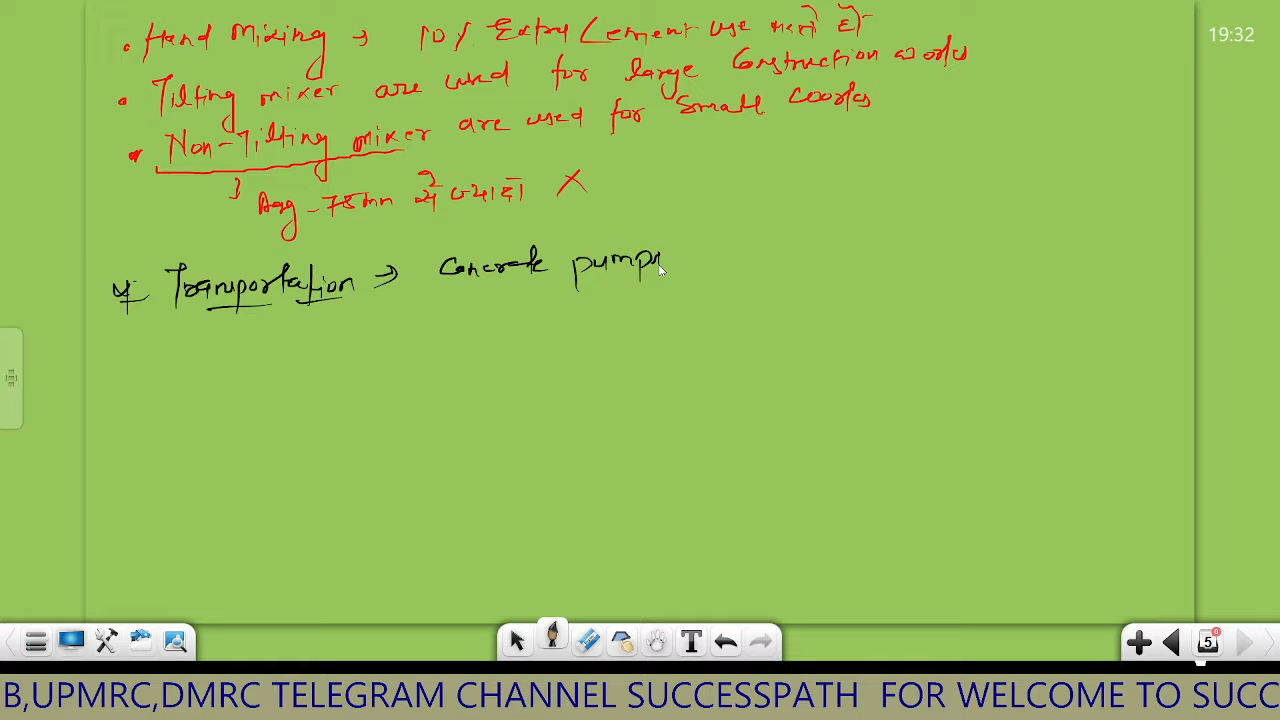 19:32
• Hand Mixing → 10% Extra Cement use करते है
• Tilting mixer are used for large Construction works
• Non-Tilting mixer are used for small works
Agg - 75mm से ज्यादा ×
* Transportation → Concrete pumps
T
5
B,UPMRC,DMRC TELEGRAM CHANNEL SUCCESSPATH FOR WELCOME TO SUCC